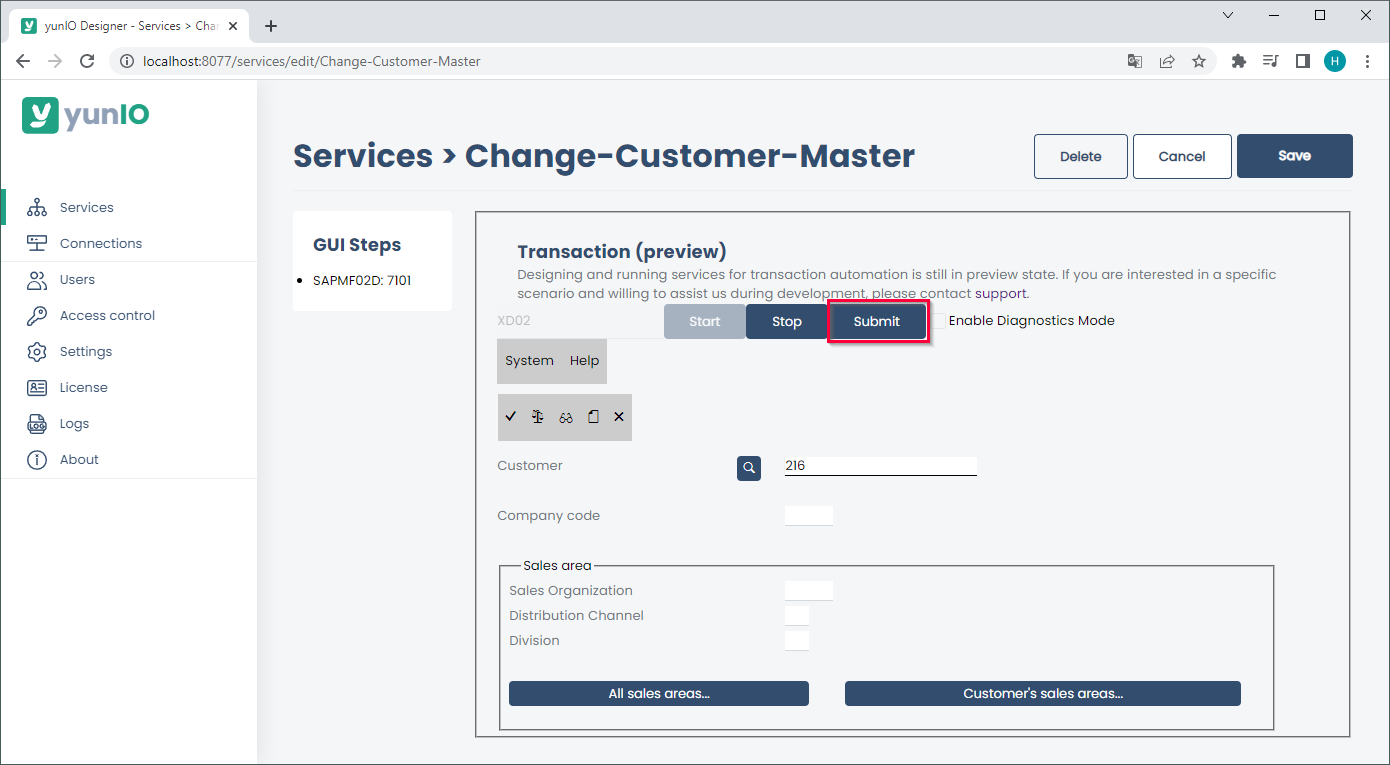 yunIO Designer - Services > Cha
localhost:8077/services/edit/Change-Customer-Master
H
yunIO
Services > Change-Customer-Master
Delete
Cancel
Save
Services
Connections
Users
Access control
Settings
License
Logs
About
GUI Steps
SAPMF02D: 7101
Transaction (preview)
Designing and running services for transaction automation is still in preview state. If you are interested in a specific
scenario and willing to assist us during development, please contact support.
XD02
Start
Stop
Submit
Enable Diagnostics Mode
System
Help
Customer
216
Company code
Sales area
Sales Organization
Distribution Channel
Division
All sales areas...
Customer's sales areas...